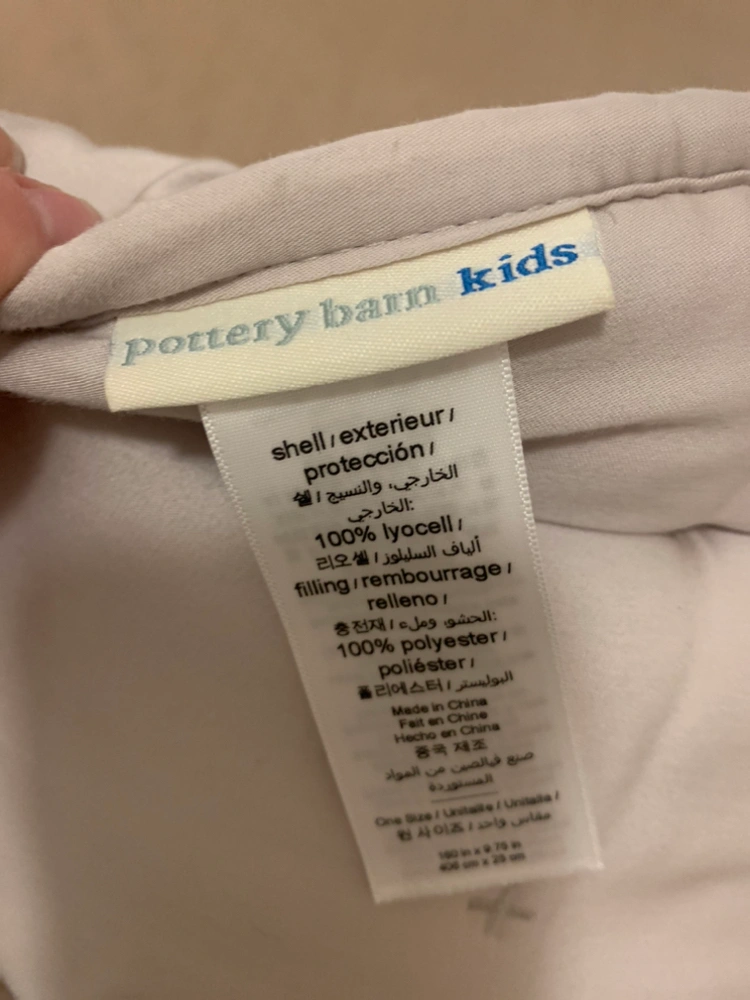 pottery barn kids
shell / exterieur /
protección /
쉘 / الخارجي، والنسيج
الخارجي:
100% lyocell /
리오셀 / ألياف السليلوز
filling / rembourrage /
relleno /
충전재 / الحشو، وملء:
100% polyester /
poliéster /
폴리에스터 / البوليستر
Made in China
Fait en Chine
Hecho en China
중국 제조
صنع فيالصين من المواد
المستوردة
One Size / Unitaille / Unitalla /
원 사이즈 / مقاس واحد
160 in x 9.75 in
406 cm x 25 cm